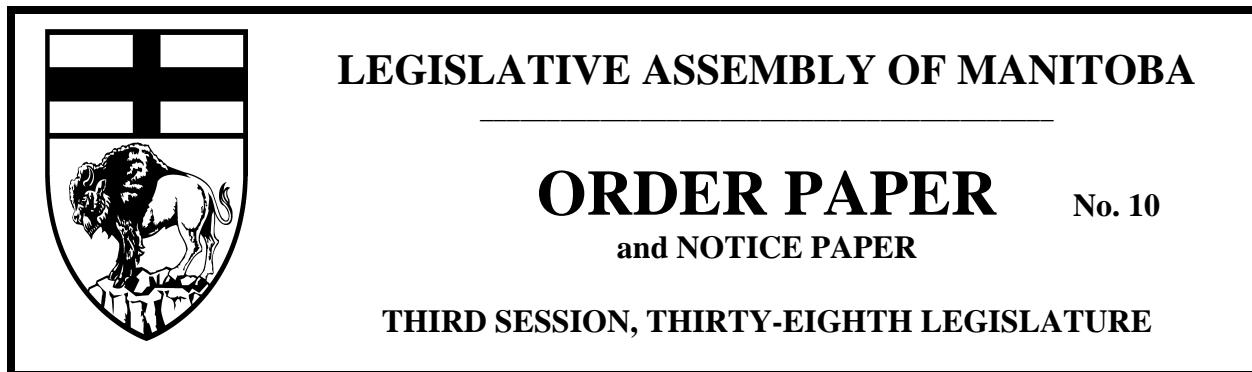 LEGISLATIVE ASSEMBLY OF MANITOBA
ORDER PAPER No. 10
and NOTICE PAPER
THIRD SESSION, THIRTY-EIGHTH LEGISLATURE